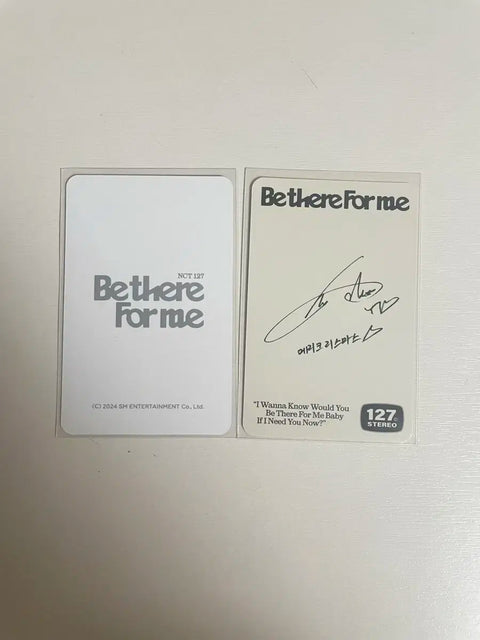 NCT 127
Be there
For me
(C) 2024 SM ENTERTAINMENT Co., Ltd.
Be there For me
메리크리스마스♡
"I Wanna Know Would You
Be There For Me Baby
If I Need You Now?"
127
STEREO